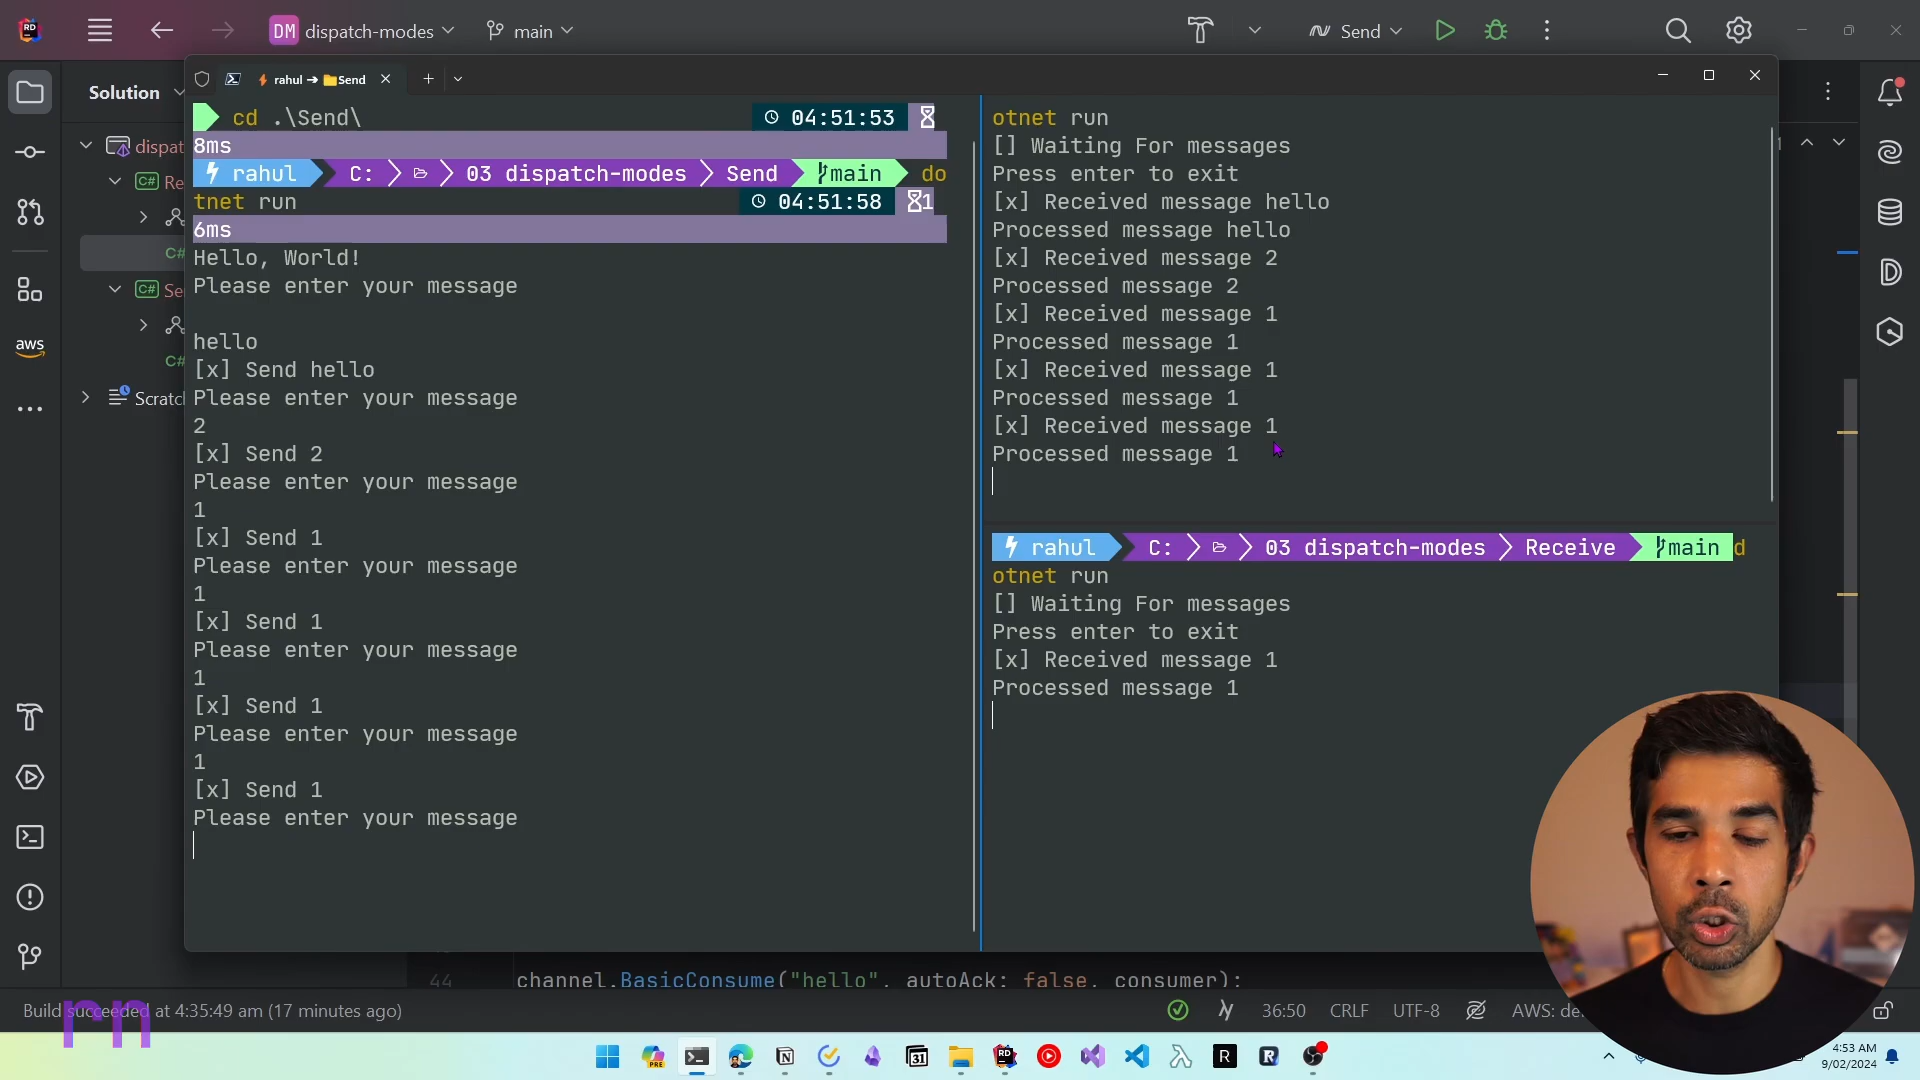 DM dispatch-modes main Send
Solution
rahul → Send
dispat
C# Re
C#
C# Se
C#
Scratc
aws
cd .\Send\ 04:51:53
8ms
rahul C: 03 dispatch-modes Send main do
tnet run 04:51:58 1
6ms
Hello, World!
Please enter your message
hello
[x] Send hello
Please enter your message
2
[x] Send 2
Please enter your message
1
[x] Send 1
Please enter your message
1
[x] Send 1
Please enter your message
1
[x] Send 1
Please enter your message
1
[x] Send 1
Please enter your message
otnet run
[] Waiting For messages
Press enter to exit
[x] Received message hello
Processed message hello
[x] Received message 2
Processed message 2
[x] Received message 1
Processed message 1
[x] Received message 1
Processed message 1
[x] Received message 1
Processed message 1
rahul C: 03 dispatch-modes Receive main d
otnet run
[] Waiting For messages
Press enter to exit
[x] Received message 1
Processed message 1
44 channel.BasicConsume("hello", autoAck: false, consumer);
Build succeeded at 4:35:49 am (17 minutes ago) 36:50 CRLF UTF-8 AWS: de
rn
4:53 AM
9/02/2024